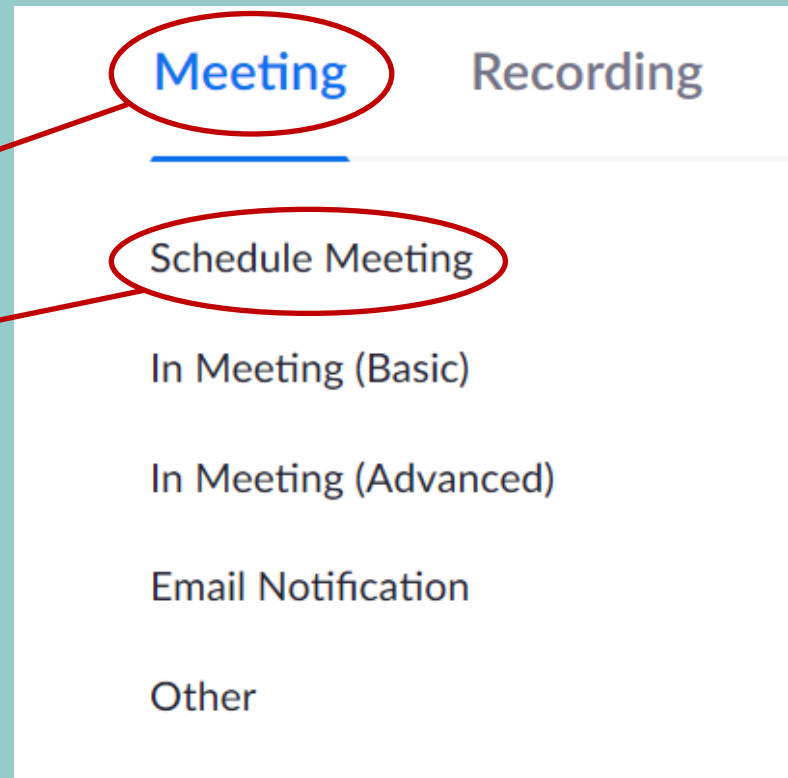 Meeting Recording
Schedule Meeting
In Meeting (Basic)
In Meeting (Advanced)
Email Notification
Other